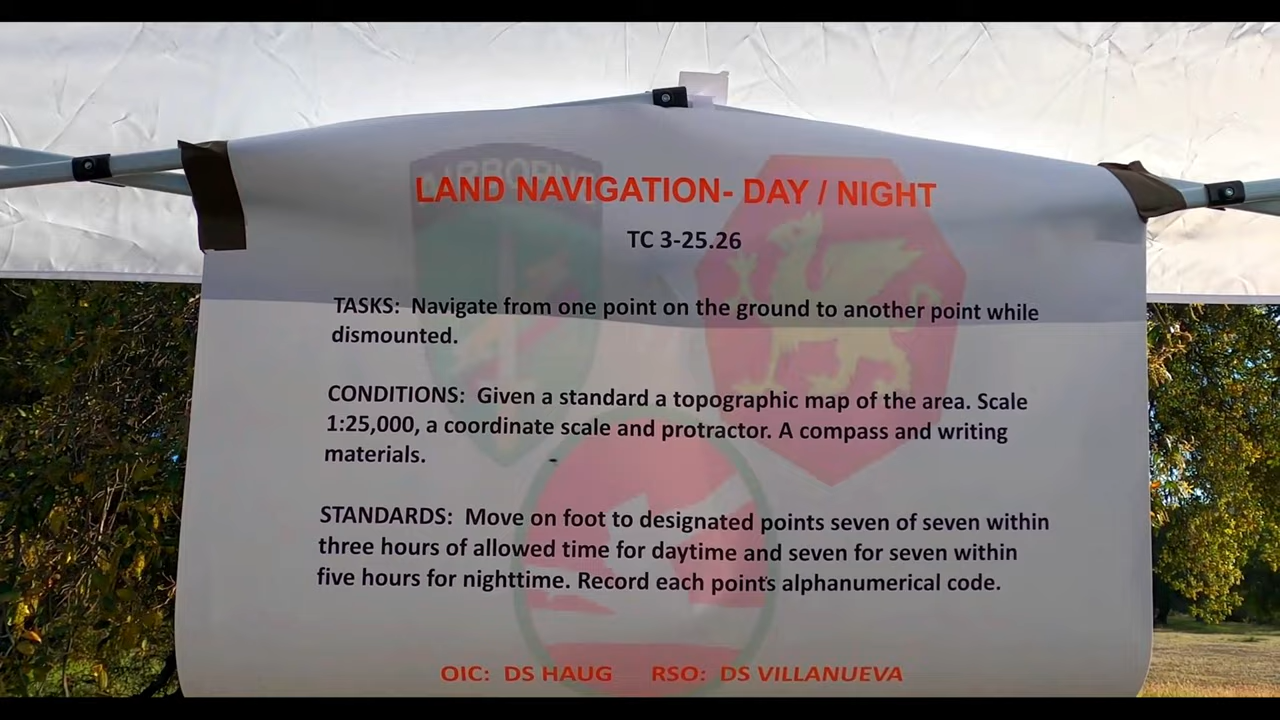 AIRBORNE
LAND NAVIGATION- DAY / NIGHT
TC 3-25.26
TASKS:  Navigate from one point on the ground to another point while
dismounted.
CONDITIONS:  Given a standard a topographic map of the area. Scale
1:25,000, a coordinate scale and protractor. A compass and writing
materials.
STANDARDS:  Move on foot to designated points seven of seven within
three hours of allowed time for daytime and seven for seven within
five hours for nighttime. Record each point's alphanumerical code.
OIC:  DS HAUG RSO:  DS VILLANUEVA